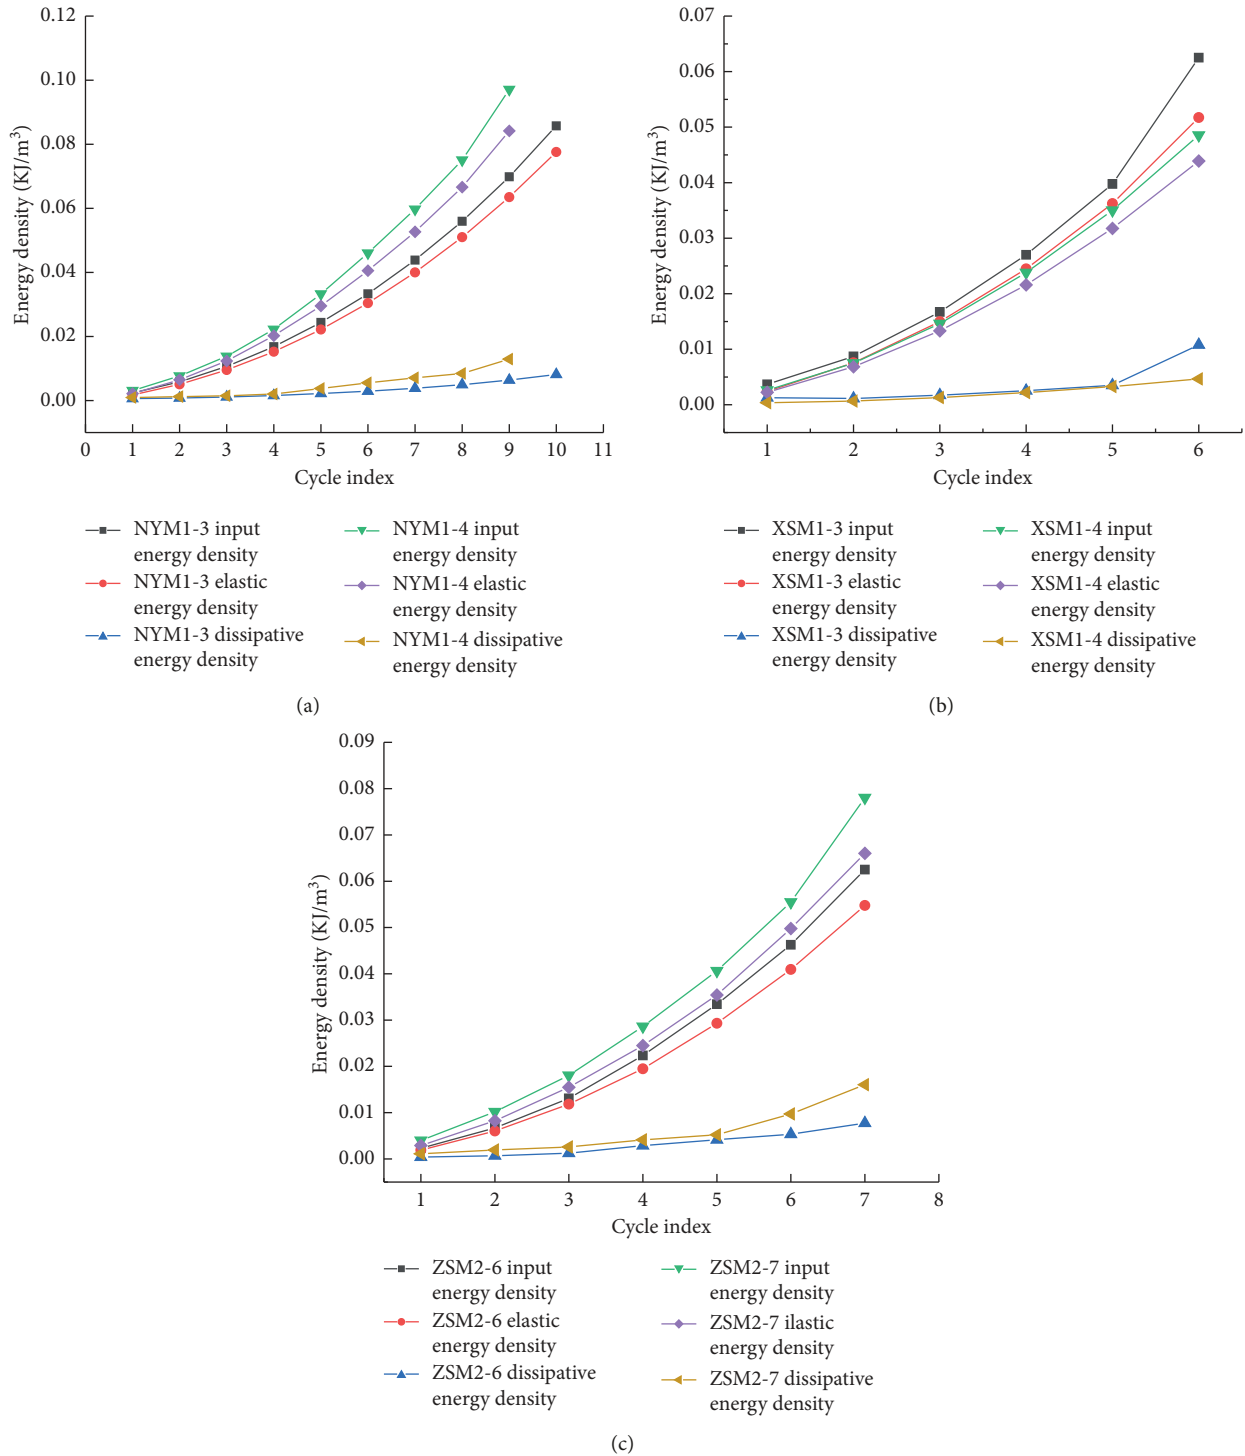 0.12
0.10
0.08
0.06
0.04
0.02
0.00
Energy density (KJ/m³)
0 1 2 3 4 5 6 7 8 9 10 11
Cycle index
NYM1-3 input
energy density
NYM1-3 elastic
energy density
NYM1-3 dissipative
energy density
NYM1-4 input
energy density
NYM1-4 elastic
energy density
NYM1-4 dissipative
energy density
(a)
0.07
0.06
0.05
0.04
0.03
0.02
0.01
0.00
Energy density (KJ/m³)
1 2 3 4 5 6
Cycle index
XSM1-3 input
energy density
XSM1-3 elastic
energy density
XSM1-3 dissipative
energy density
XSM1-4 input
energy density
XSM1-4 elastic
energy density
XSM1-4 dissipative
energy density
(b)
0.09
0.08
0.07
0.06
0.05
0.04
0.03
0.02
0.01
0.00
Energy density (KJ/m³)
1 2 3 4 5 6 7 8
Cycle index
ZSM2-6 input
energy density
ZSM2-6 elastic
energy density
ZSM2-6 dissipative
energy density
ZSM2-7 input
energy density
ZSM2-7 ilastic
energy density
ZSM2-7 dissipative
energy density
(c)